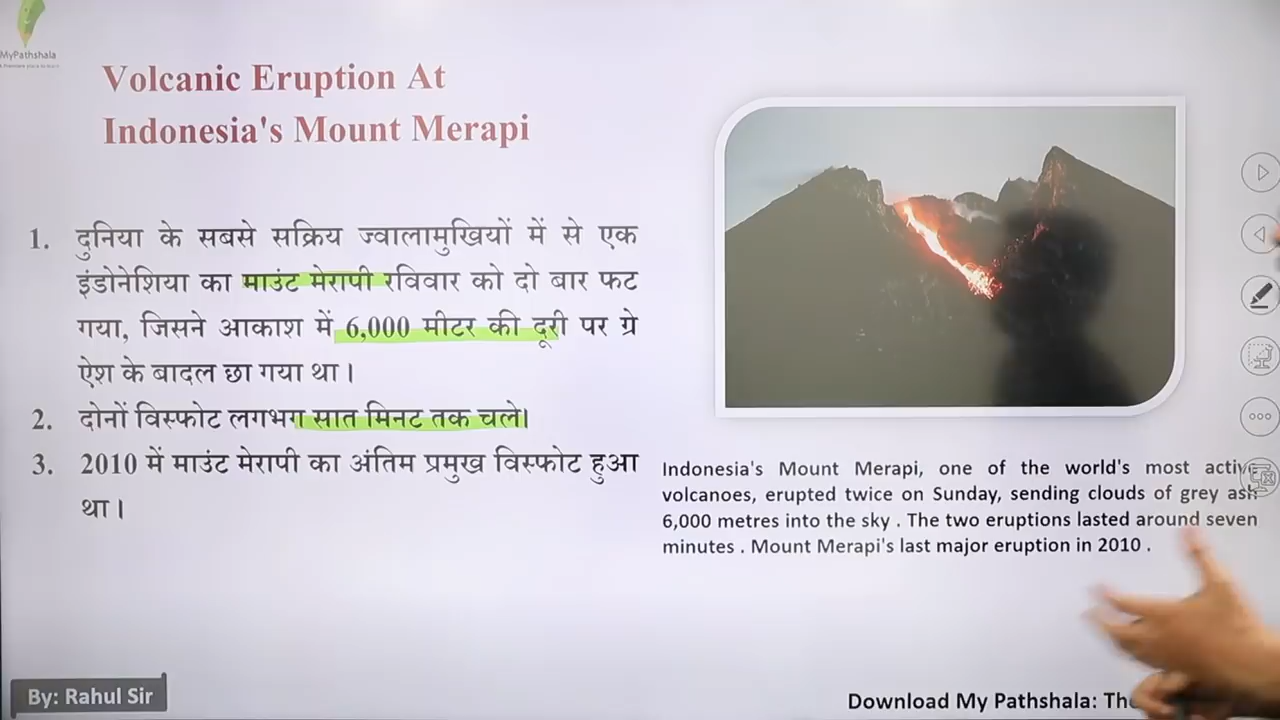 MyPathshala
Volcanic Eruption At
Indonesia's Mount Merapi
1. दुनिया के सबसे सक्रिय ज्वालामुखियों में से एक
इंडोनेशिया का माउंट मेरापी रविवार को दो बार फट
गया, जिसने आकाश में 6,000 मीटर की दूरी पर ग्रे
ऐश के बादल छा गया था।
2. दोनों विस्फोट लगभग सात मिनट तक चले।
3. 2010 में माउंट मेरापी का अंतिम प्रमुख विस्फोट हुआ
था।
Indonesia's Mount Merapi, one of the world's most active
volcanoes, erupted twice on Sunday, sending clouds of grey ash
6,000 metres into the sky . The two eruptions lasted around seven
minutes . Mount Merapi's last major eruption in 2010 .
By: Rahul Sir
Download My Pathshala: The